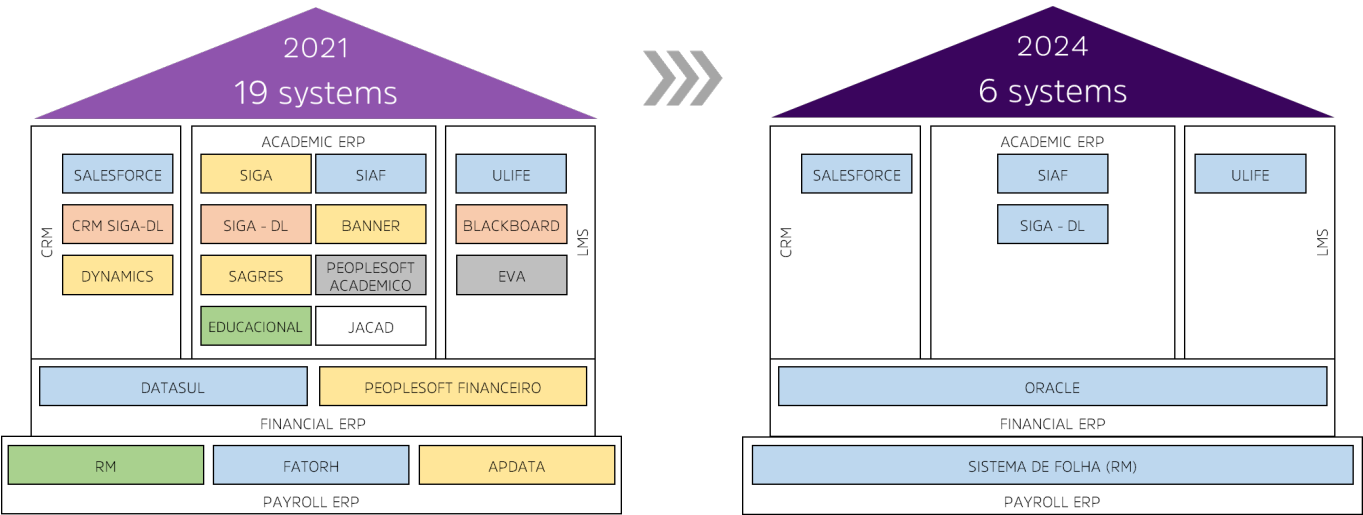 2021
19 systems
CRM
SALESFORCE
CRM SIGA-DL
DYNAMICS
ACADEMIC ERP
SIGA
SIAF
SIGA - DL
BANNER
SAGRES
PEOPLESOFT
ACADEMICO
EDUCACIONAL
JACAD
ULIFE
BLACKBOARD
EVA
LMS
DATASUL
PEOPLESOFT FINANCEIRO
FINANCIAL ERP
RM
FATORH
APDATA
PAYROLL ERP
2024
6 systems
CRM
SALESFORCE
ACADEMIC ERP
SIAF
SIGA - DL
ULIFE
LMS
ORACLE
FINANCIAL ERP
SISTEMA DE FOLHA (RM)
PAYROLL ERP